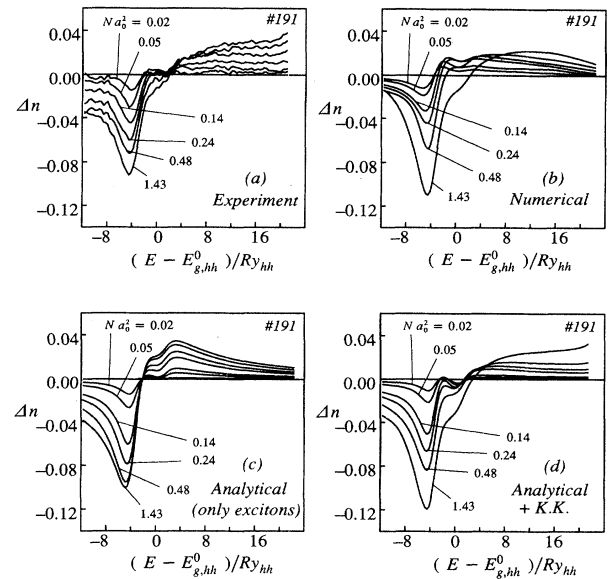 N a₀² = 0.02
#191
0.04
0.05
0.00
Δn
−0.04
0.14
0.24
−0.08
0.48
1.43
(a)
Experiment
−0.12
−8 0 8 16
( E − E⁰g,hh )/Ryhh
N a₀² = 0.02
#191
0.04
0.05
0.00
Δn
−0.04
0.14
0.24
−0.08
0.48
1.43
(b)
Numerical
−0.12
−8 0 8 16
( E − E⁰g,hh )/Ryhh
N a₀² = 0.02
#191
0.04
0.05
0.00
Δn
−0.04
0.14
0.24
−0.08
0.48
1.43
(c)
Analytical
(only excitons)
−0.12
−8 0 8 16
( E − E⁰g,hh )/Ryhh
N a₀² = 0.02
#191
0.04
0.05
0.00
Δn
−0.04
0.14
0.24
−0.08
0.48
1.43
(d)
Analytical
+ K.K.
−0.12
−8 0 8 16
( E − E⁰g,hh )/Ryhh